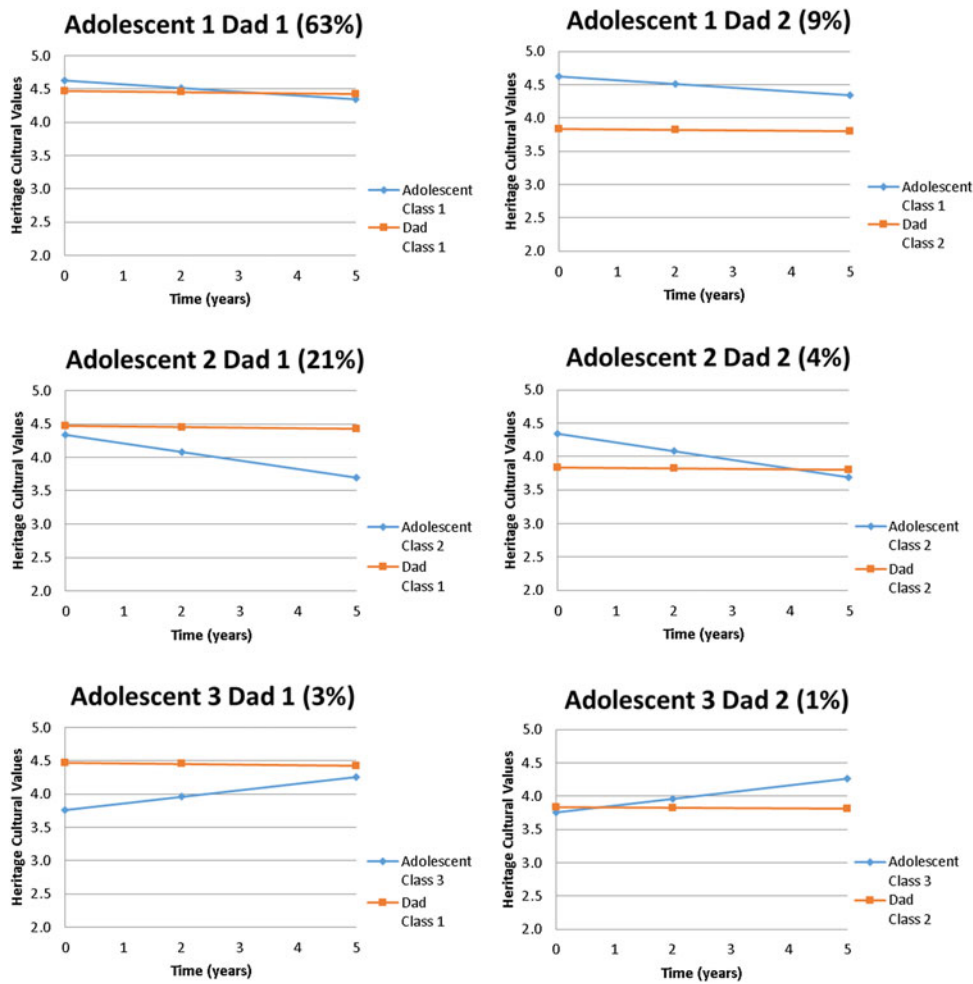 Adolescent 1 Dad 1 (63%)
Heritage Cultural Values
5.0
4.5
4.0
3.5
3.0
2.5
2.0
0 1 2 3 4 5
Time (years)
Adolescent
Class 1
Dad
Class 1
Adolescent 1 Dad 2 (9%)
Heritage Cultural Values
5.0
4.5
4.0
3.5
3.0
2.5
2.0
0 1 2 3 4 5
Time (years)
Adolescent
Class 1
Dad
Class 2
Adolescent 2 Dad 1 (21%)
Heritage Cultural Values
5.0
4.5
4.0
3.5
3.0
2.5
2.0
0 1 2 3 4 5
Time (years)
Adolescent
Class 2
Dad
Class 1
Adolescent 2 Dad 2 (4%)
Heritage Cultural Values
5.0
4.5
4.0
3.5
3.0
2.5
2.0
0 1 2 3 4 5
Time (years)
Adolescent
Class 2
Dad
Class 2
Adolescent 3 Dad 1 (3%)
Heritage Cultural Values
5.0
4.5
4.0
3.5
3.0
2.5
2.0
0 1 2 3 4 5
Time (years)
Adolescent
Class 3
Dad
Class 1
Adolescent 3 Dad 2 (1%)
Heritage Cultural Values
5.0
4.5
4.0
3.5
3.0
2.5
2.0
0 1 2 3 4 5
Time (years)
Adolescent
Class 3
Dad
Class 2